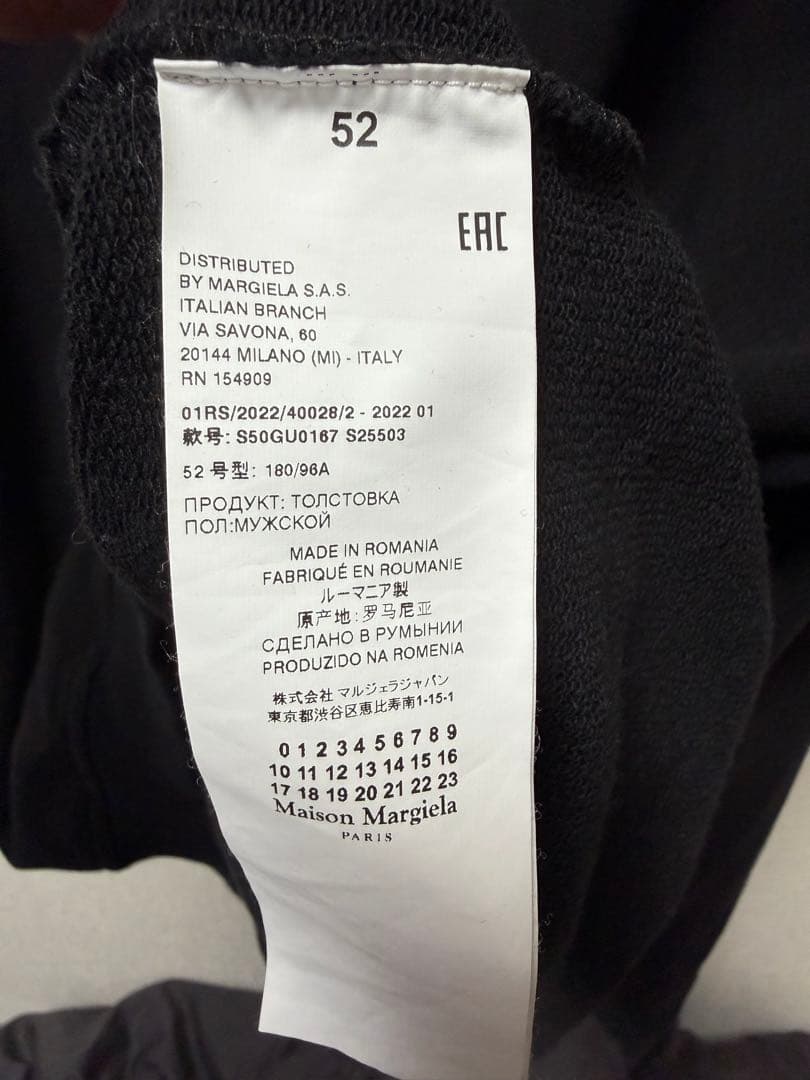 52
EAC
DISTRIBUTED
BY MARGIELA S.A.S.
ITALIAN BRANCH
VIA SAVONA, 60
20144 MILANO (MI) - ITALY
RN 154909
01RS/2022/40028/2 - 2022 01
款号: S50GU0167 S25503
52 号型: 180/96A
ПРОДУКТ: ТОЛСТОВКА
ПОЛ:МУЖСКОЙ
MADE IN ROMANIA
FABRIQUÉ EN ROUMANIE
ルーマニア製
原产地: 罗马尼亚
СДЕЛАНО В РУМЫНИИ
PRODUZIDO NA ROMENIA
株式会社 マルジェラジャパン
東京都渋谷区恵比寿南1-15-1
0 1 2 3 4 5 6 7 8 9
10 11 12 13 14 15 16
17 18 19 20 21 22 23
Maison Margiela
PARIS